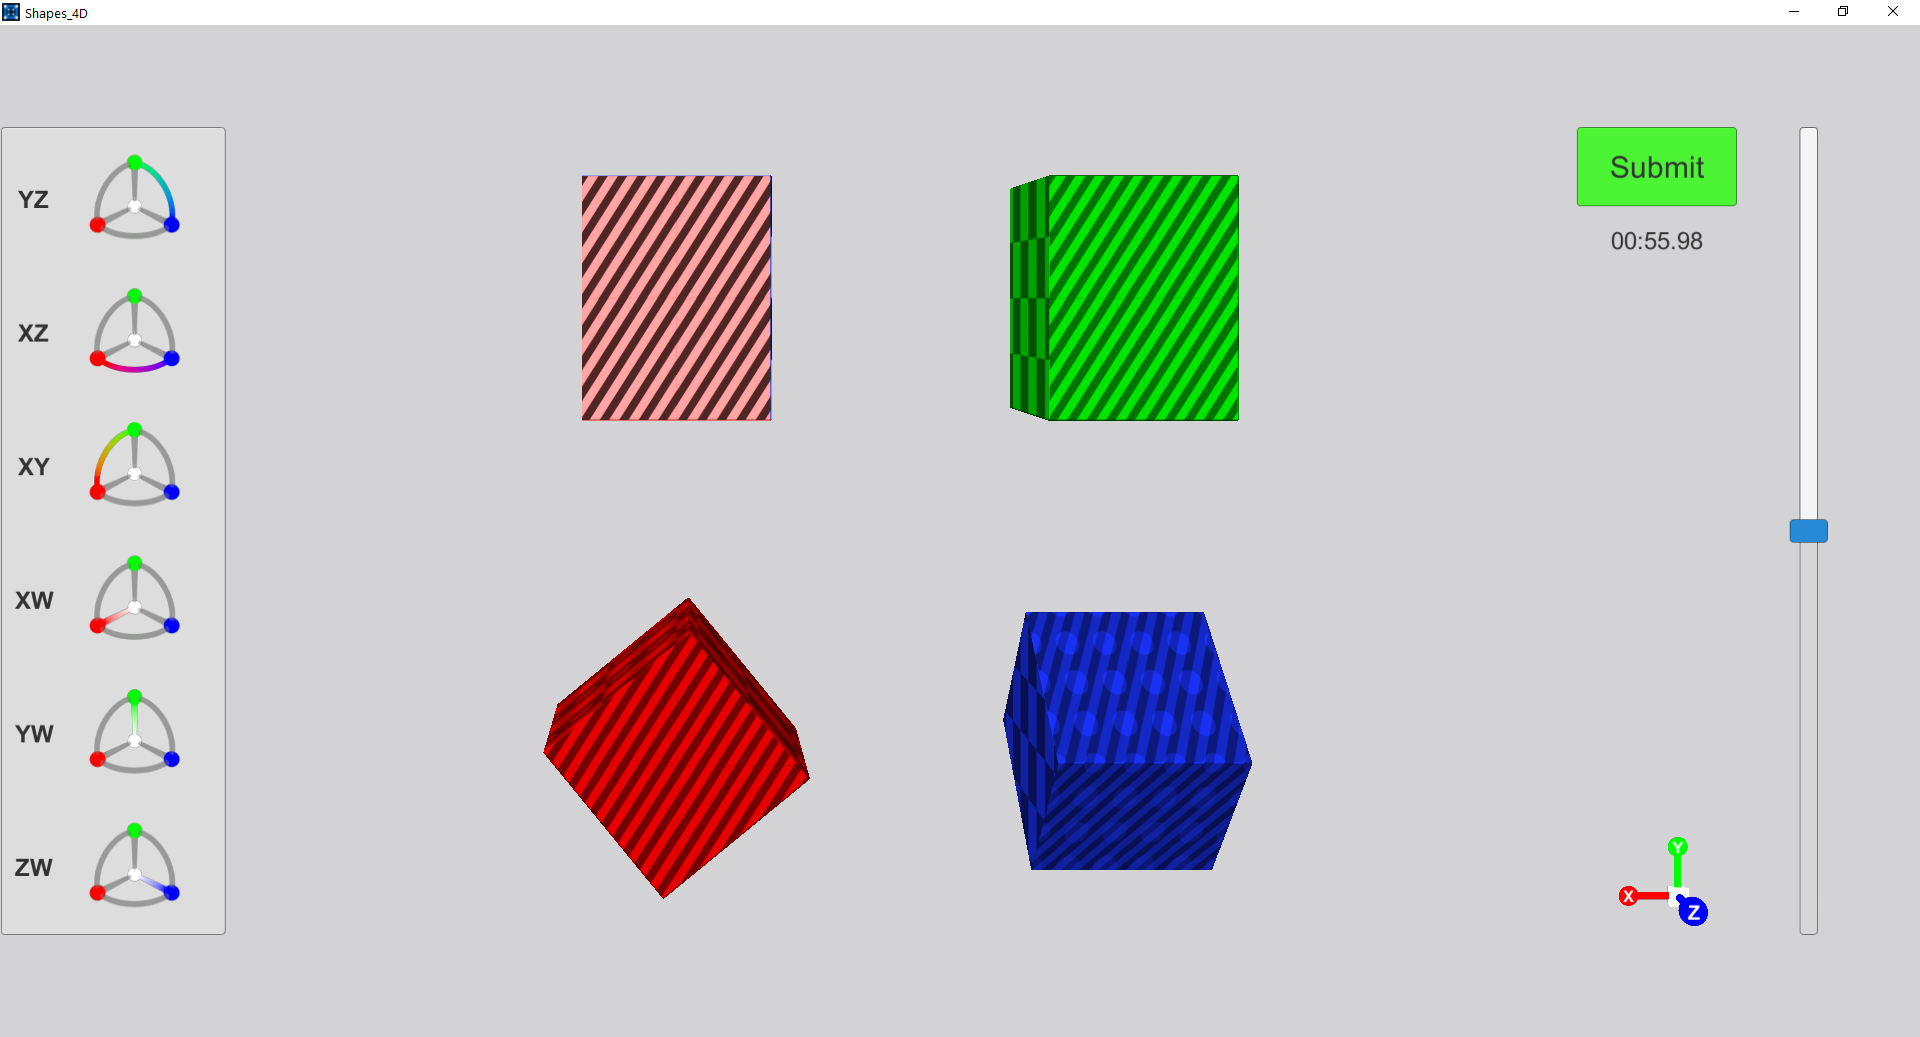 Shapes_4D
YZ
XZ
XY
XW
YW
ZW
Submit
00:55.98
Y
X
Z